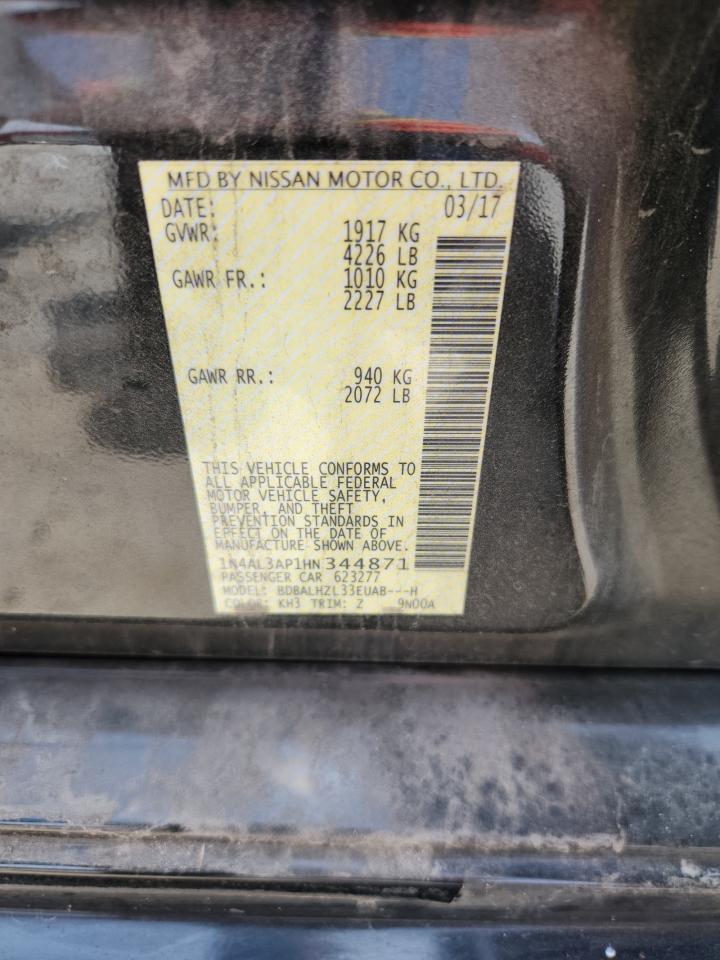 MFD BY NISSAN MOTOR CO., LTD.
DATE: 03/17
GVWR: 1917 KG
4226 LB
GAWR FR.: 1010 KG
2227 LB
GAWR RR.: 940 KG
2072 LB
THIS VEHICLE CONFORMS TO
ALL APPLICABLE FEDERAL
MOTOR VEHICLE SAFETY,
BUMPER, AND THEFT
PREVENTION STANDARDS IN
EFFECT ON THE DATE OF
MANUFACTURE SHOWN ABOVE.
1N4AL3AP1HN344871
PASSENGER CAR 623277
MODEL: BDBALHZL33EUAB---H
COLOR: KH3 TRIM: Z 9N00A